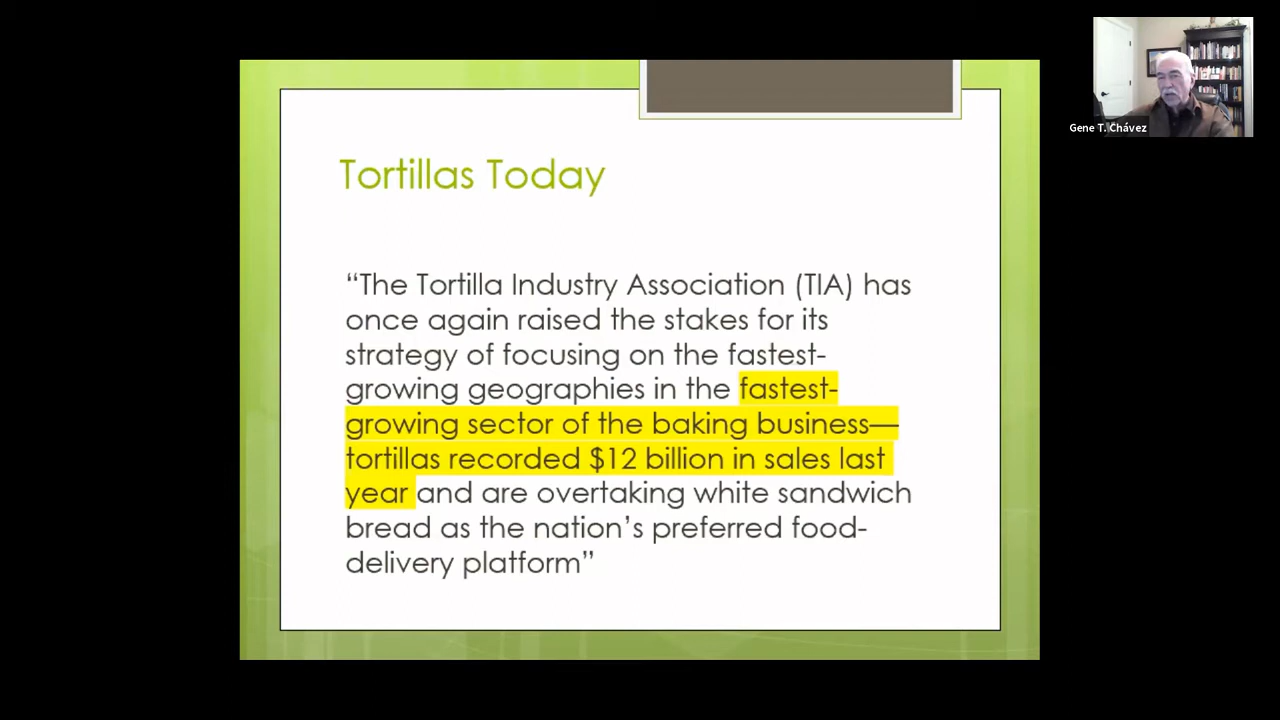 Tortillas Today
“The Tortilla Industry Association (TIA) has
once again raised the stakes for its
strategy of focusing on the fastest-
growing geographies in the fastest-
growing sector of the baking business—
tortillas recorded $12 billion in sales last
year and are overtaking white sandwich
bread as the nation’s preferred food-
delivery platform”
Gene T. Chávez